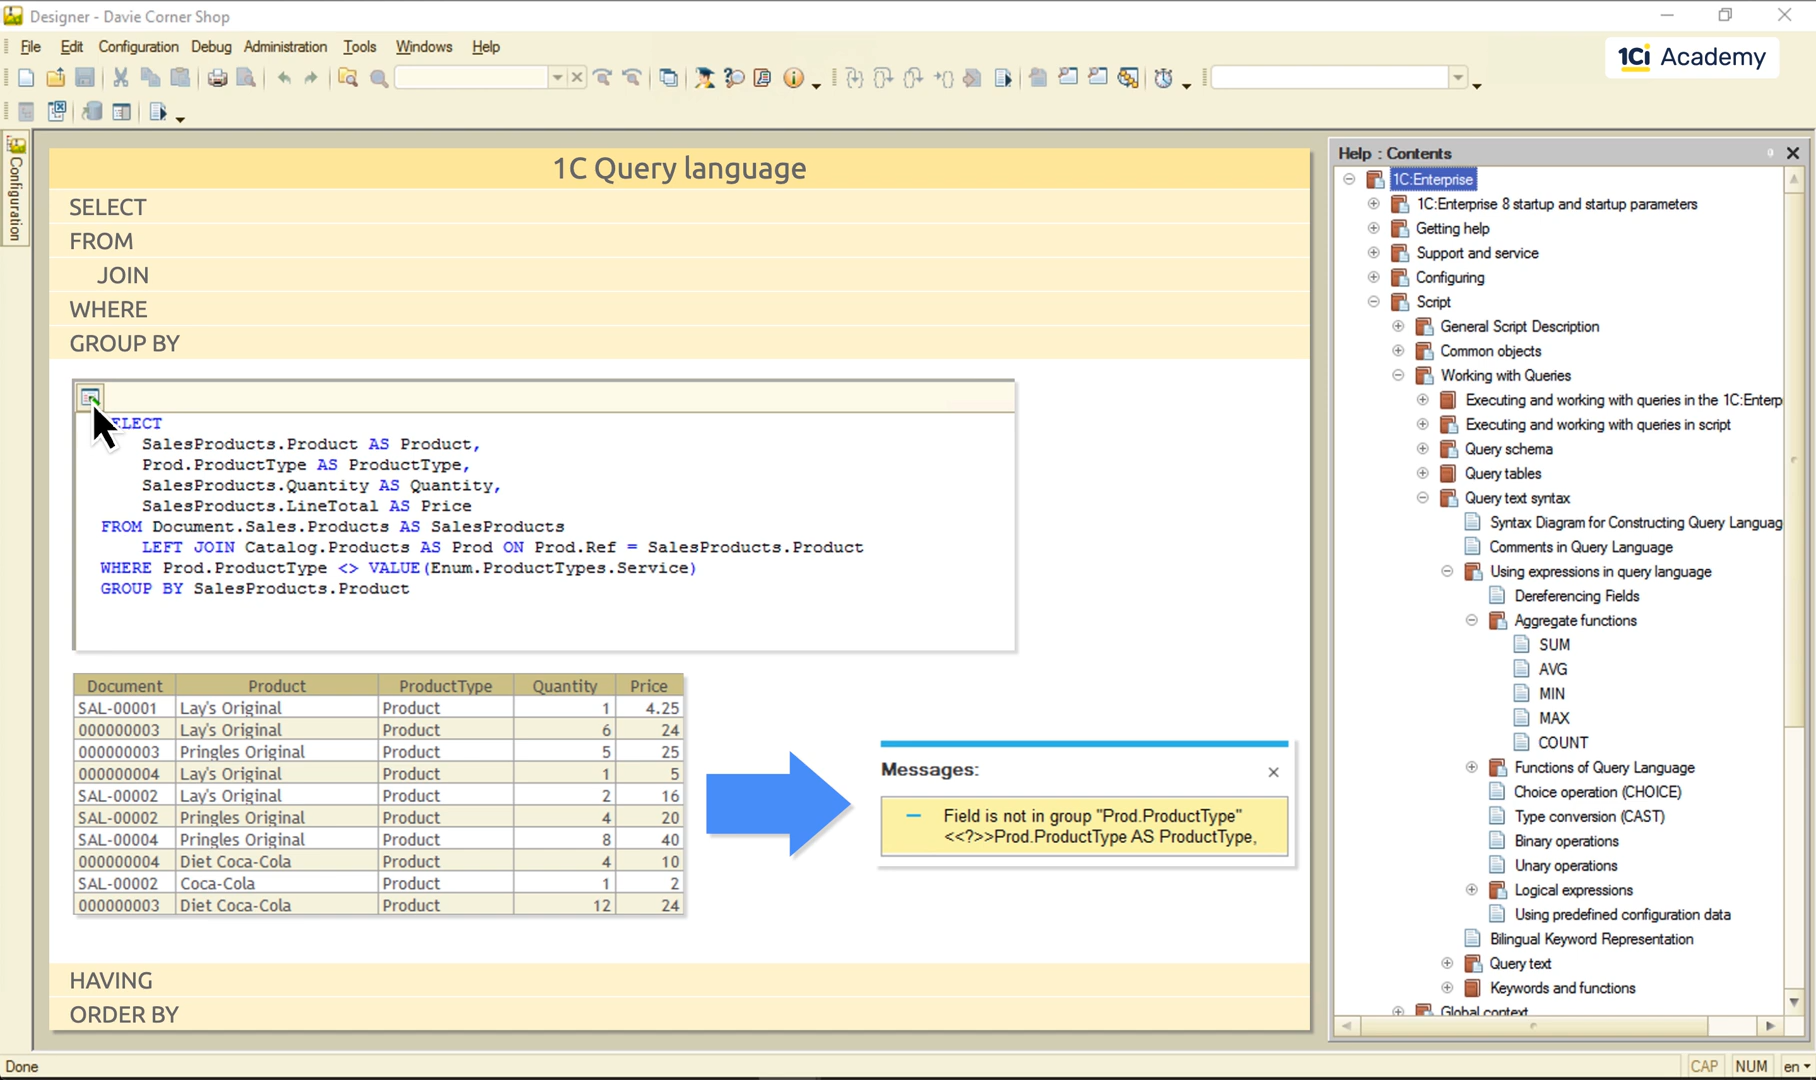 Designer - Davie Corner Shop
File Edit Configuration Debug Administration Tools Windows Help
1Ci Academy
Configuration
1C Query language
SELECT
FROM
JOIN
WHERE
GROUP BY
ELECT
SalesProducts.Product AS Product,
Prod.ProductType AS ProductType,
SalesProducts.Quantity AS Quantity,
SalesProducts.LineTotal AS Price
FROM Document.Sales.Products AS SalesProducts
LEFT JOIN Catalog.Products AS Prod ON Prod.Ref = SalesProducts.Product
WHERE Prod.ProductType <> VALUE(Enum.ProductTypes.Service)
GROUP BY SalesProducts.Product
Document Product ProductType Quantity Price
SAL-00001 Lay's Original Product 1 4.25
000000003 Lay's Original Product 6 24
000000003 Pringles Original Product 5 25
000000004 Lay's Original Product 1 5
SAL-00002 Lay's Original Product 2 16
SAL-00002 Pringles Original Product 4 20
SAL-00004 Pringles Original Product 8 40
000000004 Diet Coca-Cola Product 4 10
SAL-00002 Coca-Cola Product 1 2
000000003 Diet Coca-Cola Product 12 24
Messages:
Field is not in group "Prod.ProductType"
<<?>>Prod.ProductType AS ProductType,
HAVING
ORDER BY
Help : Contents
1C:Enterprise
1C:Enterprise 8 startup and startup parameters
Getting help
Support and service
Configuring
Script
General Script Description
Common objects
Working with Queries
Executing and working with queries in the 1C:Enterp
Executing and working with queries in script
Query schema
Query tables
Query text syntax
Syntax Diagram for Constructing Query Languag
Comments in Query Language
Using expressions in query language
Dereferencing Fields
Aggregate functions
SUM
AVG
MIN
MAX
COUNT
Functions of Query Language
Choice operation (CHOICE)
Type conversion (CAST)
Binary operations
Unary operations
Logical expressions
Using predefined configuration data
Bilingual Keyword Representation
Query text
Keywords and functions
Global context
Done
CAP NUM en